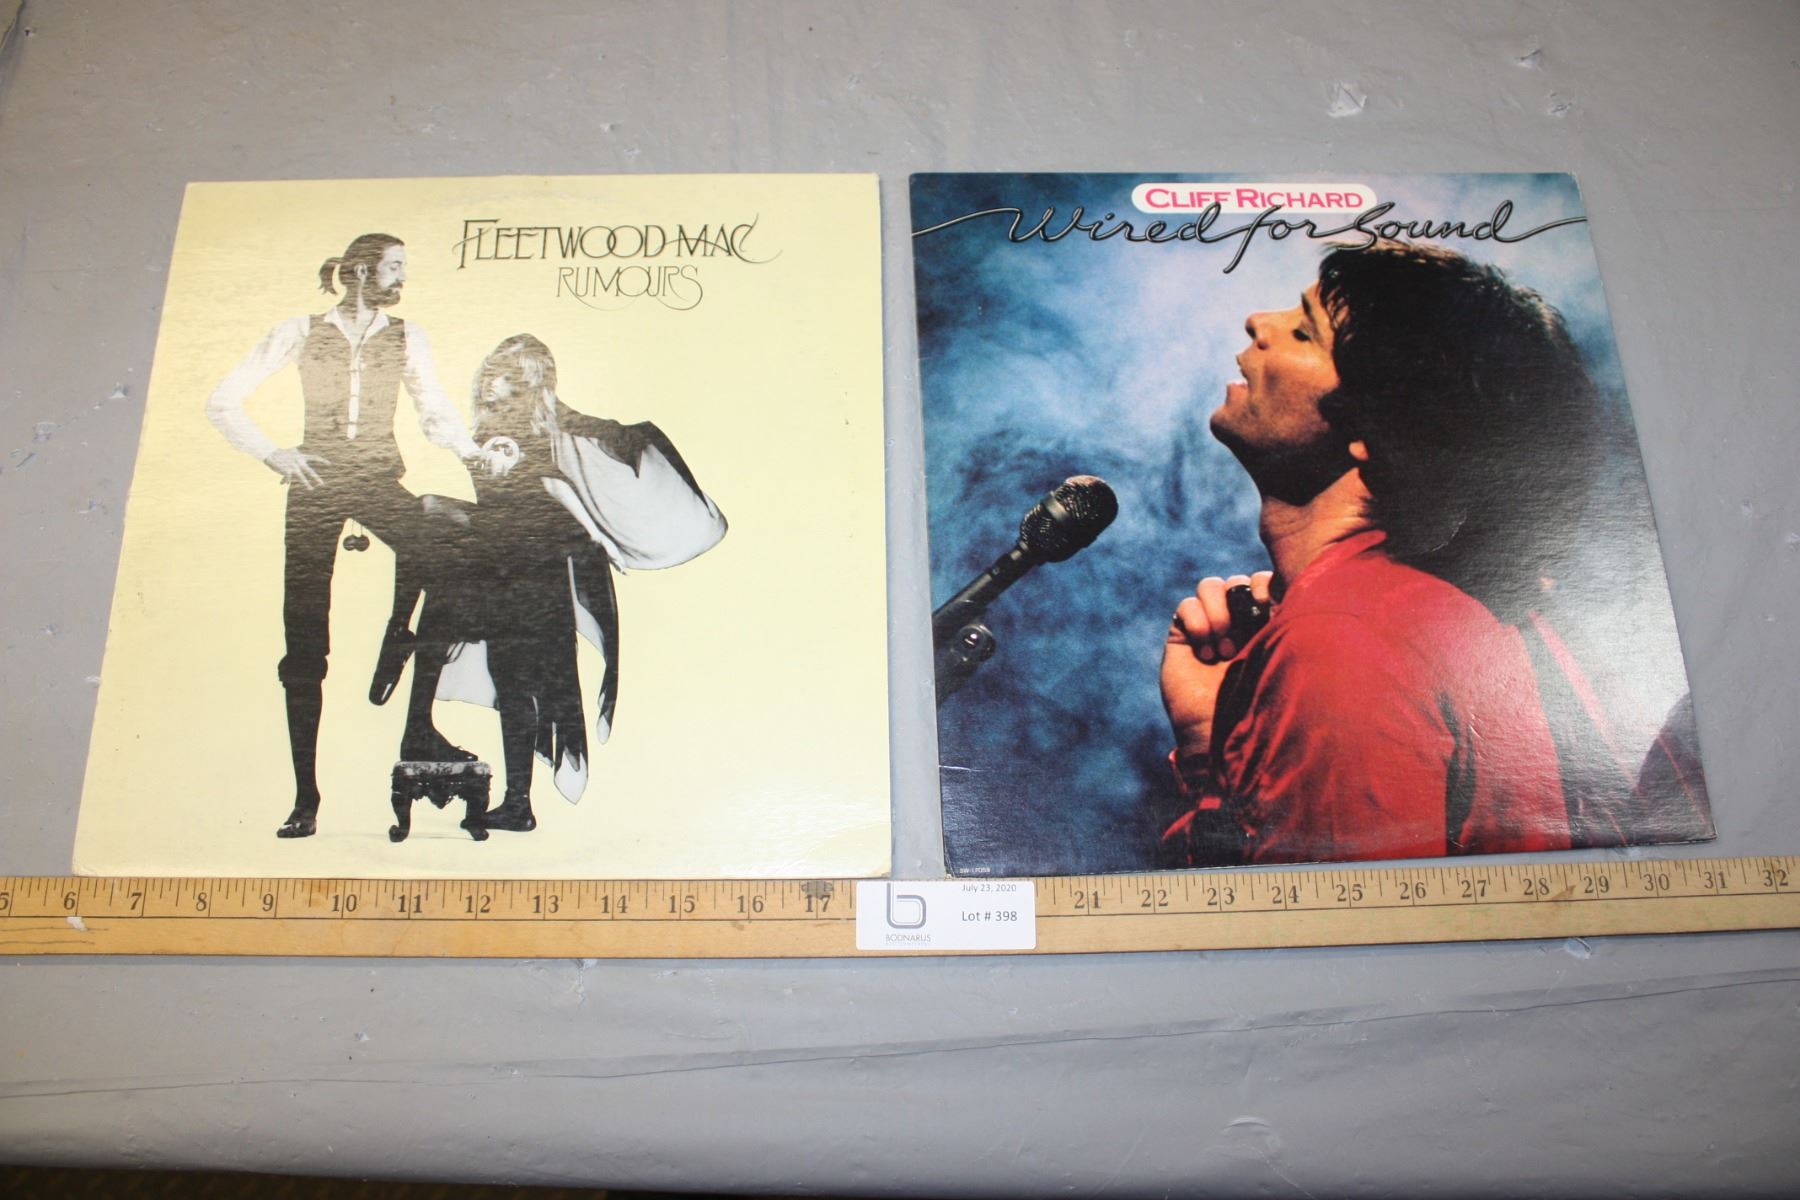 FLEETWOOD MAC
RUMOURS
CLIFF RICHARD
Wired for Sound
SW-17059
5 6 7 8 9 10 11 12 13 14 15 16 17 21 22 23 24 25 26 27 28 29 30 31 32
July 23, 2020
Lot # 398
b
BODNARUS